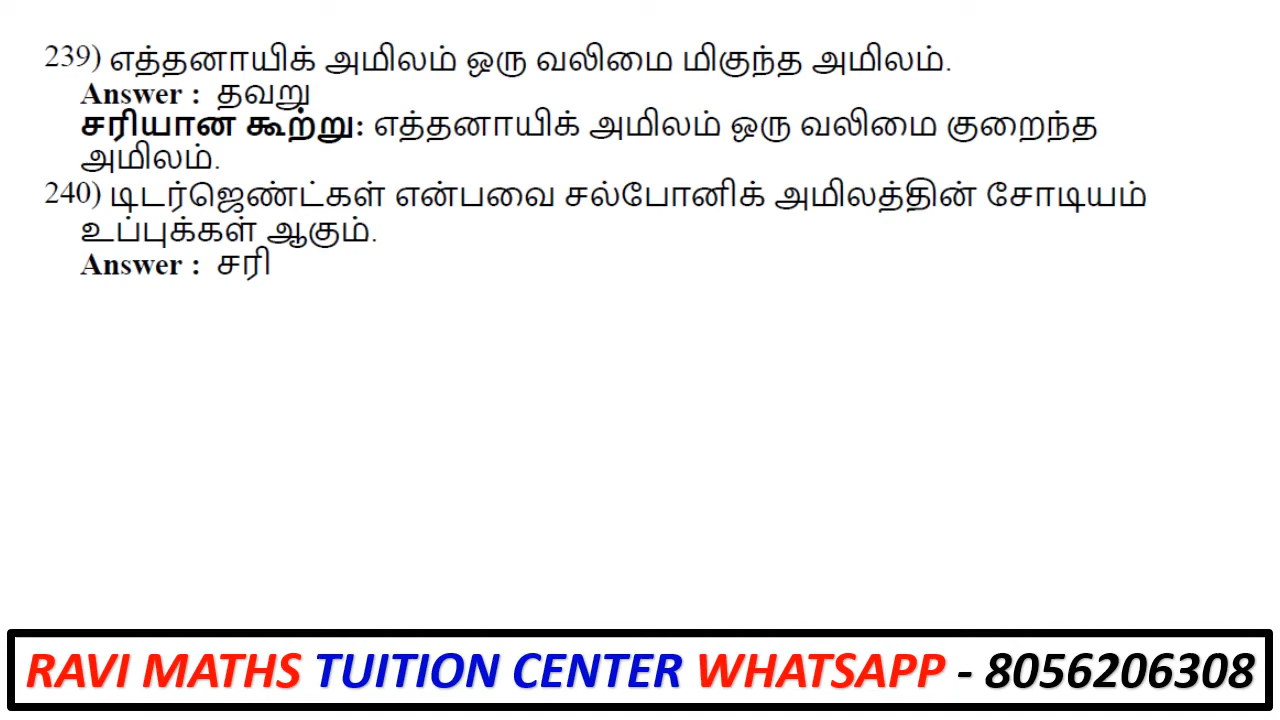 239) எத்தனாயிக் அமிலம் ஒரு வலிமை மிகுந்த அமிலம்.
Answer : தவறு
சரியான கூற்று: எத்தனாயிக் அமிலம் ஒரு வலிமை குறைந்த
அமிலம்.
240) டிடர்ஜெண்ட்கள் என்பவை சல்போனிக் அமிலத்தின் சோடியம்
உப்புக்கள் ஆகும்.
Answer : சரி
RAVI MATHS TUITION CENTER WHATSAPP - 8056206308